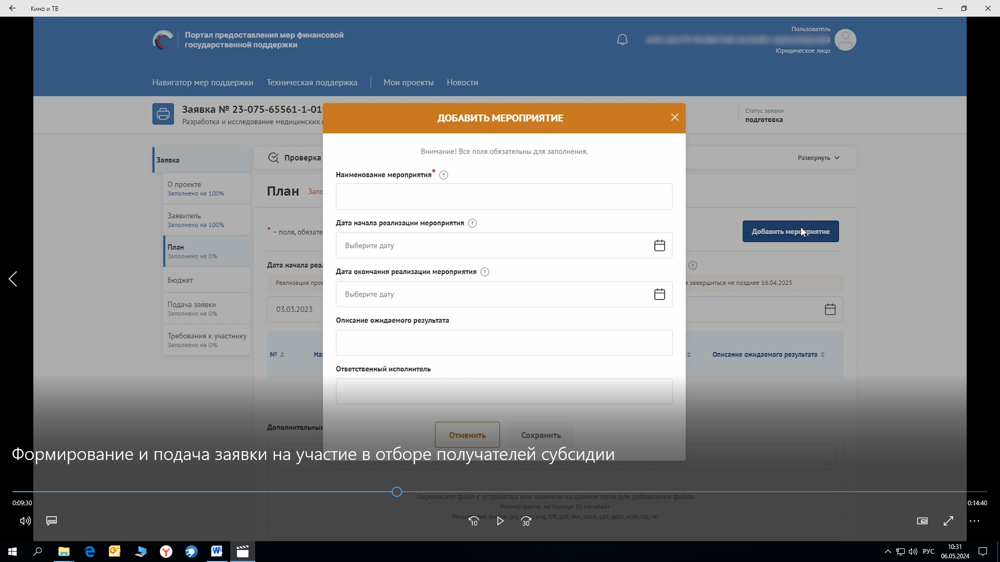 Кино и ТВ
Портал предоставления мер финансовой
государственной поддержки
Пользователь
Юридическое лицо
Навигатор мер поддержки Техническая поддержка Мои проекты Новости
Заявка № 23-075-65561-1-01
Разработка и исследование медицинских
Статус заявки
подготовка
ДОБАВИТЬ МЕРОПРИЯТИЕ
Внимание! Все поля обязательны для заполнения.
Наименование мероприятия* ?
Дата начала реализации мероприятия ?
Выберите дату
Дата окончания реализации мероприятия ?
Выберите дату
Описание ожидаемого результата
Ответственный исполнитель
Отменить Сохранить
Заявка
О проекте
Заполнено на 100%
Заявитель
Заполнено на 100%
План
Заполнено на 0%
Бюджет
Подача заявки
Заполнено на 0%
Требования к участнику
Заполнено на 0%
Проверка
Развернуть
План Запо
* – поля, обязате
Добавить мероприятие
Дата начала реа
?
Реализация прое
а завершиться не позднее 16.04.2025
03.03.2023
№ На
Описание ожидаемого результата
Дополнительные
Формирование и подача заявки на участие в отборе получателей субсидии
Перенесите файл с устройства или нажмите на данное поле для добавления файла
Размер файла: не больше 30 мегабайт
Расширение файла: jpg, jpeg, png, tiff, pdf, doc, docx, ppt, pptx, xlsx, zip, rar
0:09:30
0:14:40
10
30
РУС
10:31
06.05.2024